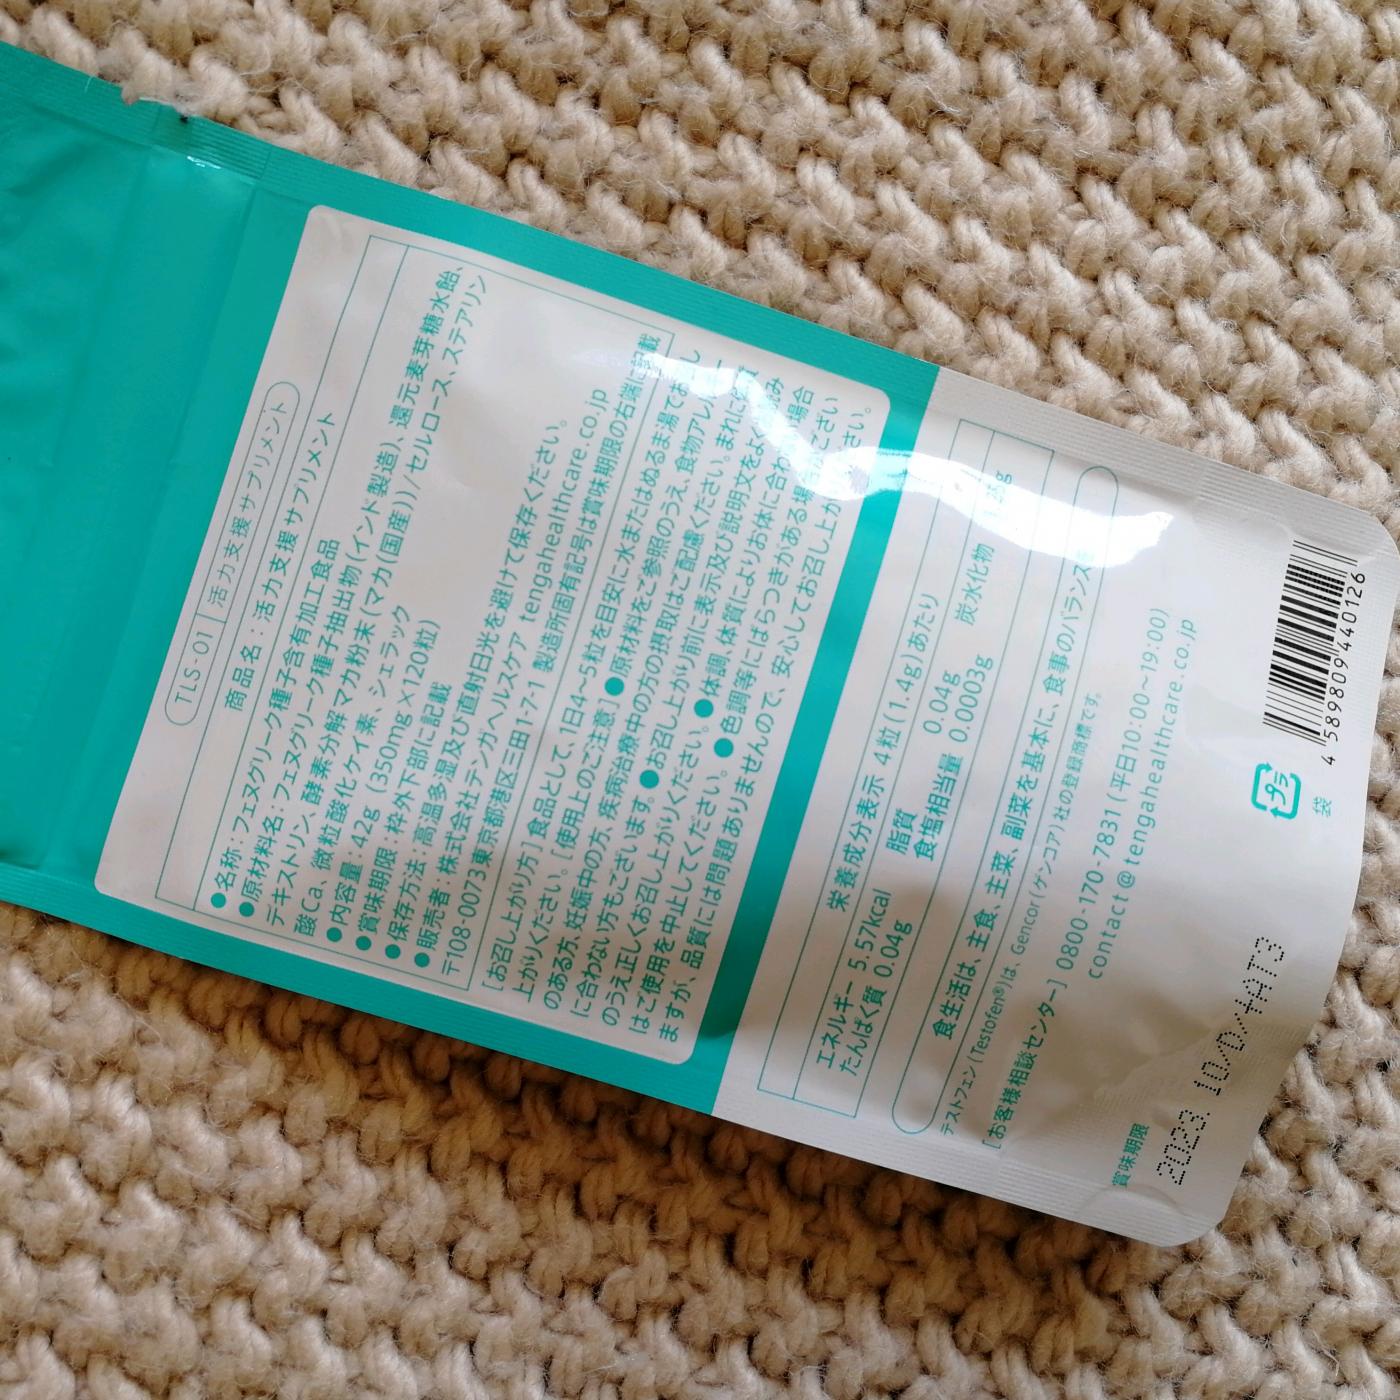 TLS-01 活力支援サプリメント
商品名：活力支援サプリメント
●名称：フェヌグリーク種子含有加工食品
●原材料名：フェヌグリーク種子抽出物(インド製造)、還元麦芽糖水飴、
デキストリン、酵素分解マカ粉末(マカ(国産))/セルロース、ステアリン
酸Ca、微粒酸化ケイ素、シェラック
●内容量：42g (350mg×120粒)
●賞味期限：枠外下部に記載
●保存方法：高温多湿及び直射日光を避けて保存ください。
●販売者：株式会社テンガヘルスケア tengahealthcare.co.jp
〒108-0073東京都港区三田1-7-1 製造所固有記号は賞味期限の右端に記載
[お召し上がり方]食品として、1日4~5粒を目安に水またはぬるま湯でお召し
上がりください。[使用上のご注意]●原材料をご参照のうえ、食物アレ
のある方、妊娠中の方、疾病治療中の方の摂取はご配慮ください。まれに
に合わない方もございます。●お召し上がり前に表示及び説明文をよ
のうえ正しくお召し上がりください。●体調、体質によりお体に合わ 場合
はご使用を中止してください。●色調等にばらつきがある場 ござい
ますが、品質には問題ありませんので、安心してお召し上が さい。
栄養成分表示 4粒(1.4g)あたり
エネルギー 5.57kcal 脂質 0.04g 炭水化物
たんぱく質 0.04g 食塩相当量 0.0003g
食生活は、主食、主菜、副菜を基本に、食事のバランスを
テストフェン(Testofen®)は、Gencor(ゲンコア)社の登録商標です。
[お客様相談センター] 0800-170-7831(平日10:00~19:00)
contact@tengahealthcare.co.jp
賞味期限
2023.10/D/+AT3
プラ
袋
4589809440126